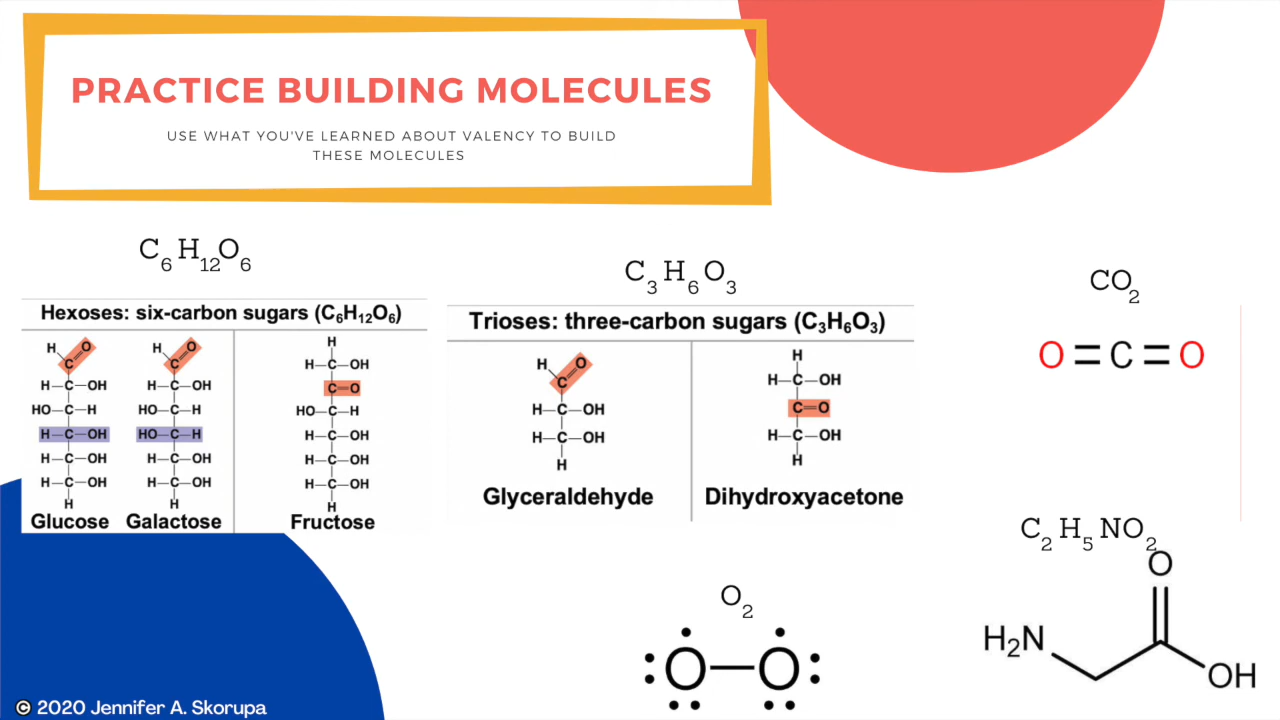 PRACTICE BUILDING MOLECULES
USE WHAT YOU'VE LEARNED ABOUT VALENCY TO BUILD
THESE MOLECULES
C6H12O6
Hexoses: six-carbon sugars (C6H12O6)
H O
C
H—C—OH
HO—C—H
H—C—OH
H—C—OH
H—C—OH
H
Glucose
H O
C
H—C—OH
HO—C—H
HO—C—H
H—C—OH
H—C—OH
H
Galactose
H
H—C—OH
C=O
HO—C—H
H—C—OH
H—C—OH
H—C—OH
H
Fructose
C3H6O3
Trioses: three-carbon sugars (C3H6O3)
H O
C
H—C—OH
H—C—OH
H
Glyceraldehyde
H
H—C—OH
C=O
H—C—OH
H
Dihydroxyacetone
CO2
O=C=O
O2
O—O
C2H5NO2
O
H2N
OH
© 2020 Jennifer A. Skorupa